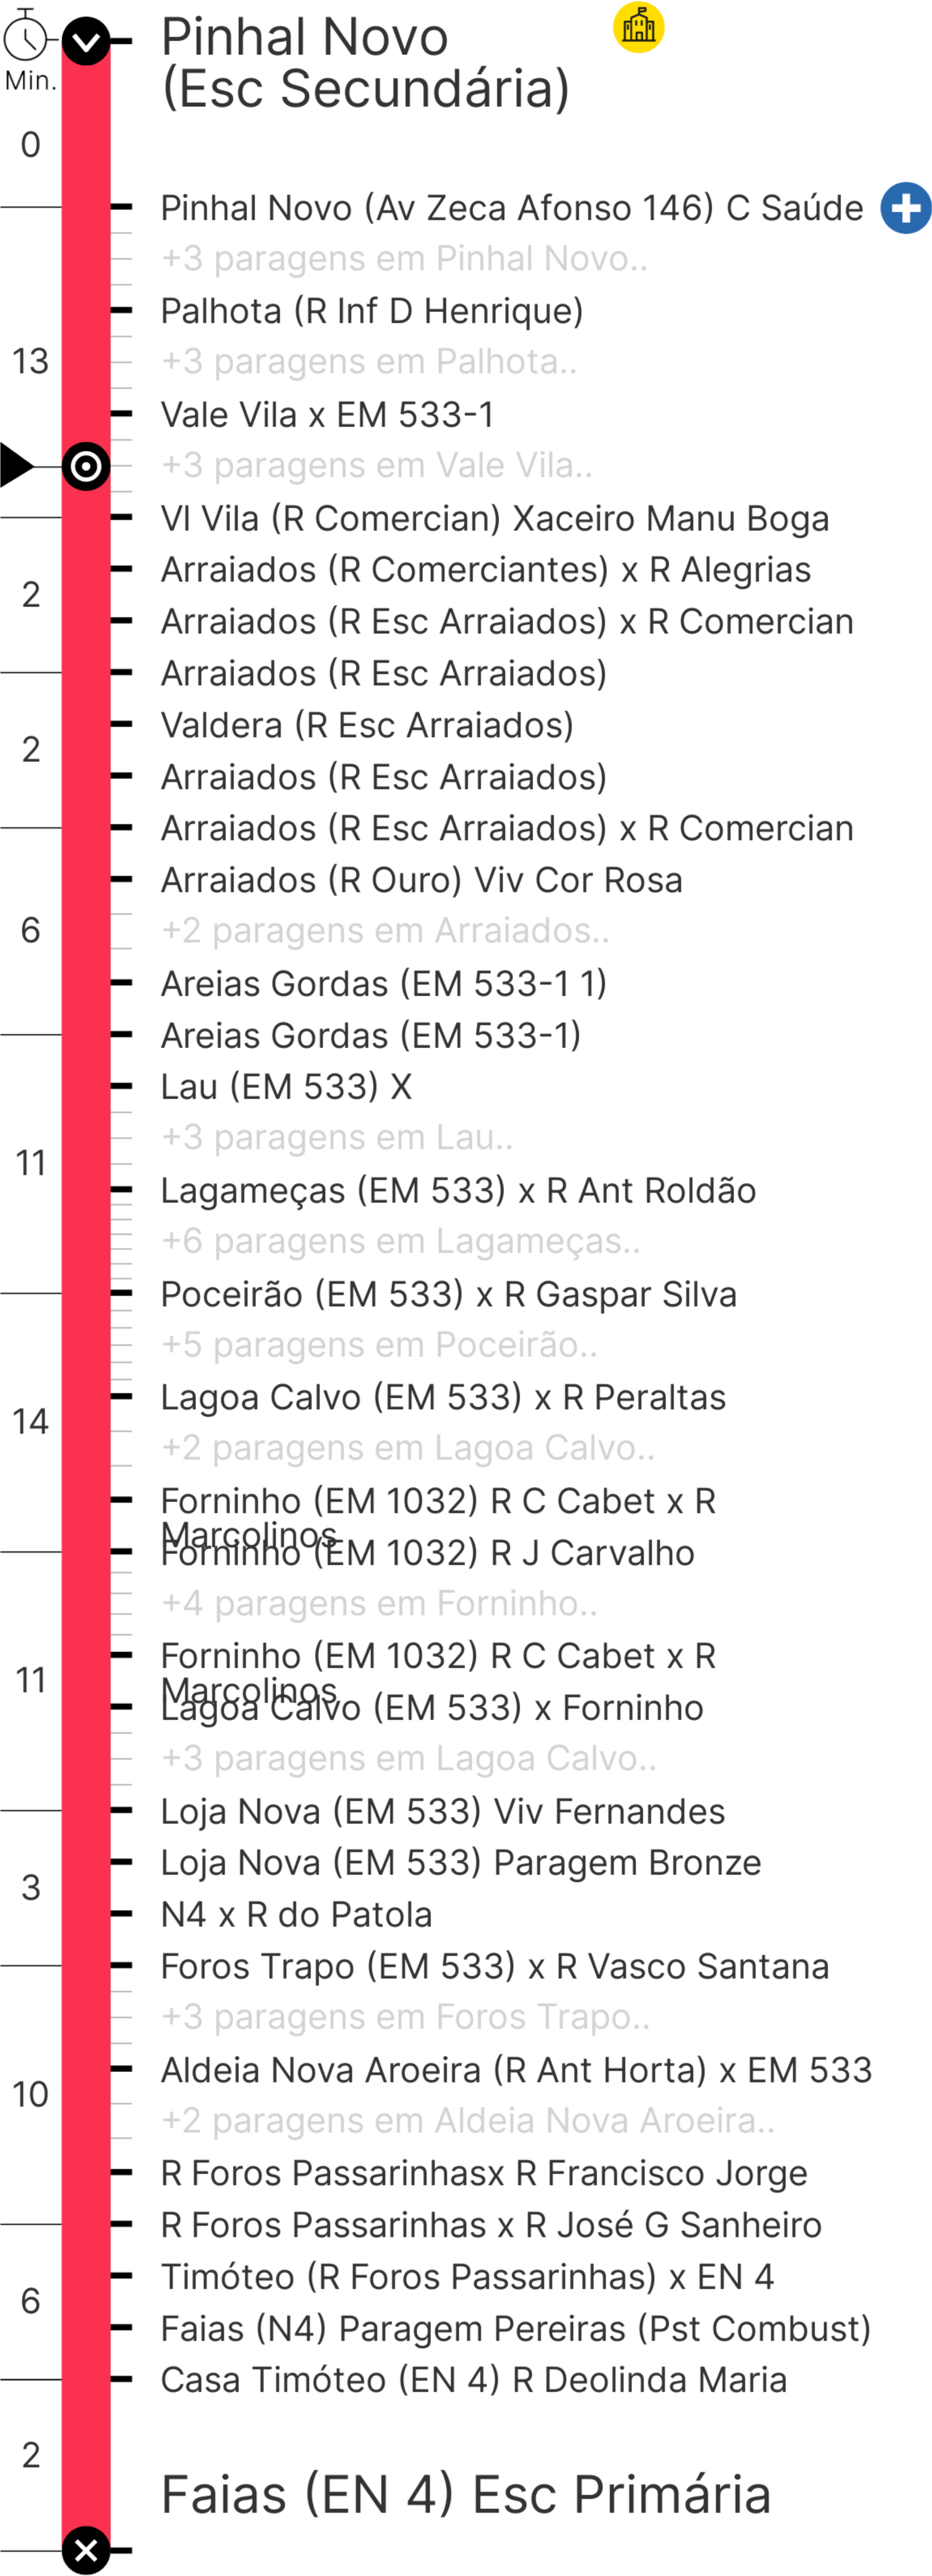 Min.
Pinhal Novo
(Esc Secundária)
0
Pinhal Novo (Av Zeca Afonso 146) C Saúde
+3 paragens em Pinhal Novo..
Palhota (R Inf D Henrique)
13
+3 paragens em Palhota..
Vale Vila x EM 533-1
+3 paragens em Vale Vila..
Vl Vila (R Comercian) Xaceiro Manu Boga
Arraiados (R Comerciantes) x R Alegrias
2
Arraiados (R Esc Arraiados) x R Comercian
Arraiados (R Esc Arraiados)
Valdera (R Esc Arraiados)
2
Arraiados (R Esc Arraiados)
Arraiados (R Esc Arraiados) x R Comercian
Arraiados (R Ouro) Viv Cor Rosa
6
+2 paragens em Arraiados..
Areias Gordas (EM 533-1 1)
Areias Gordas (EM 533-1)
Lau (EM 533) X
+3 paragens em Lau..
11
Lagameças (EM 533) x R Ant Roldão
+6 paragens em Lagameças..
Poceirão (EM 533) x R Gaspar Silva
+5 paragens em Poceirão..
Lagoa Calvo (EM 533) x R Peraltas
14
+2 paragens em Lagoa Calvo..
Forninho (EM 1032) R C Cabet x R
Marcolinos
Forninho (EM 1032) R J Carvalho
+4 paragens em Forninho..
Forninho (EM 1032) R C Cabet x R
Marcolinos
11
Lagoa Calvo (EM 533) x Forninho
+3 paragens em Lagoa Calvo..
Loja Nova (EM 533) Viv Fernandes
Loja Nova (EM 533) Paragem Bronze
3
N4 x R do Patola
Foros Trapo (EM 533) x R Vasco Santana
+3 paragens em Foros Trapo..
Aldeia Nova Aroeira (R Ant Horta) x EM 533
10
+2 paragens em Aldeia Nova Aroeira..
R Foros Passarinhasx R Francisco Jorge
R Foros Passarinhas x R José G Sanheiro
Timóteo (R Foros Passarinhas) x EN 4
6
Faias (N4) Paragem Pereiras (Pst Combust)
Casa Timóteo (EN 4) R Deolinda Maria
2
Faias (EN 4) Esc Primária